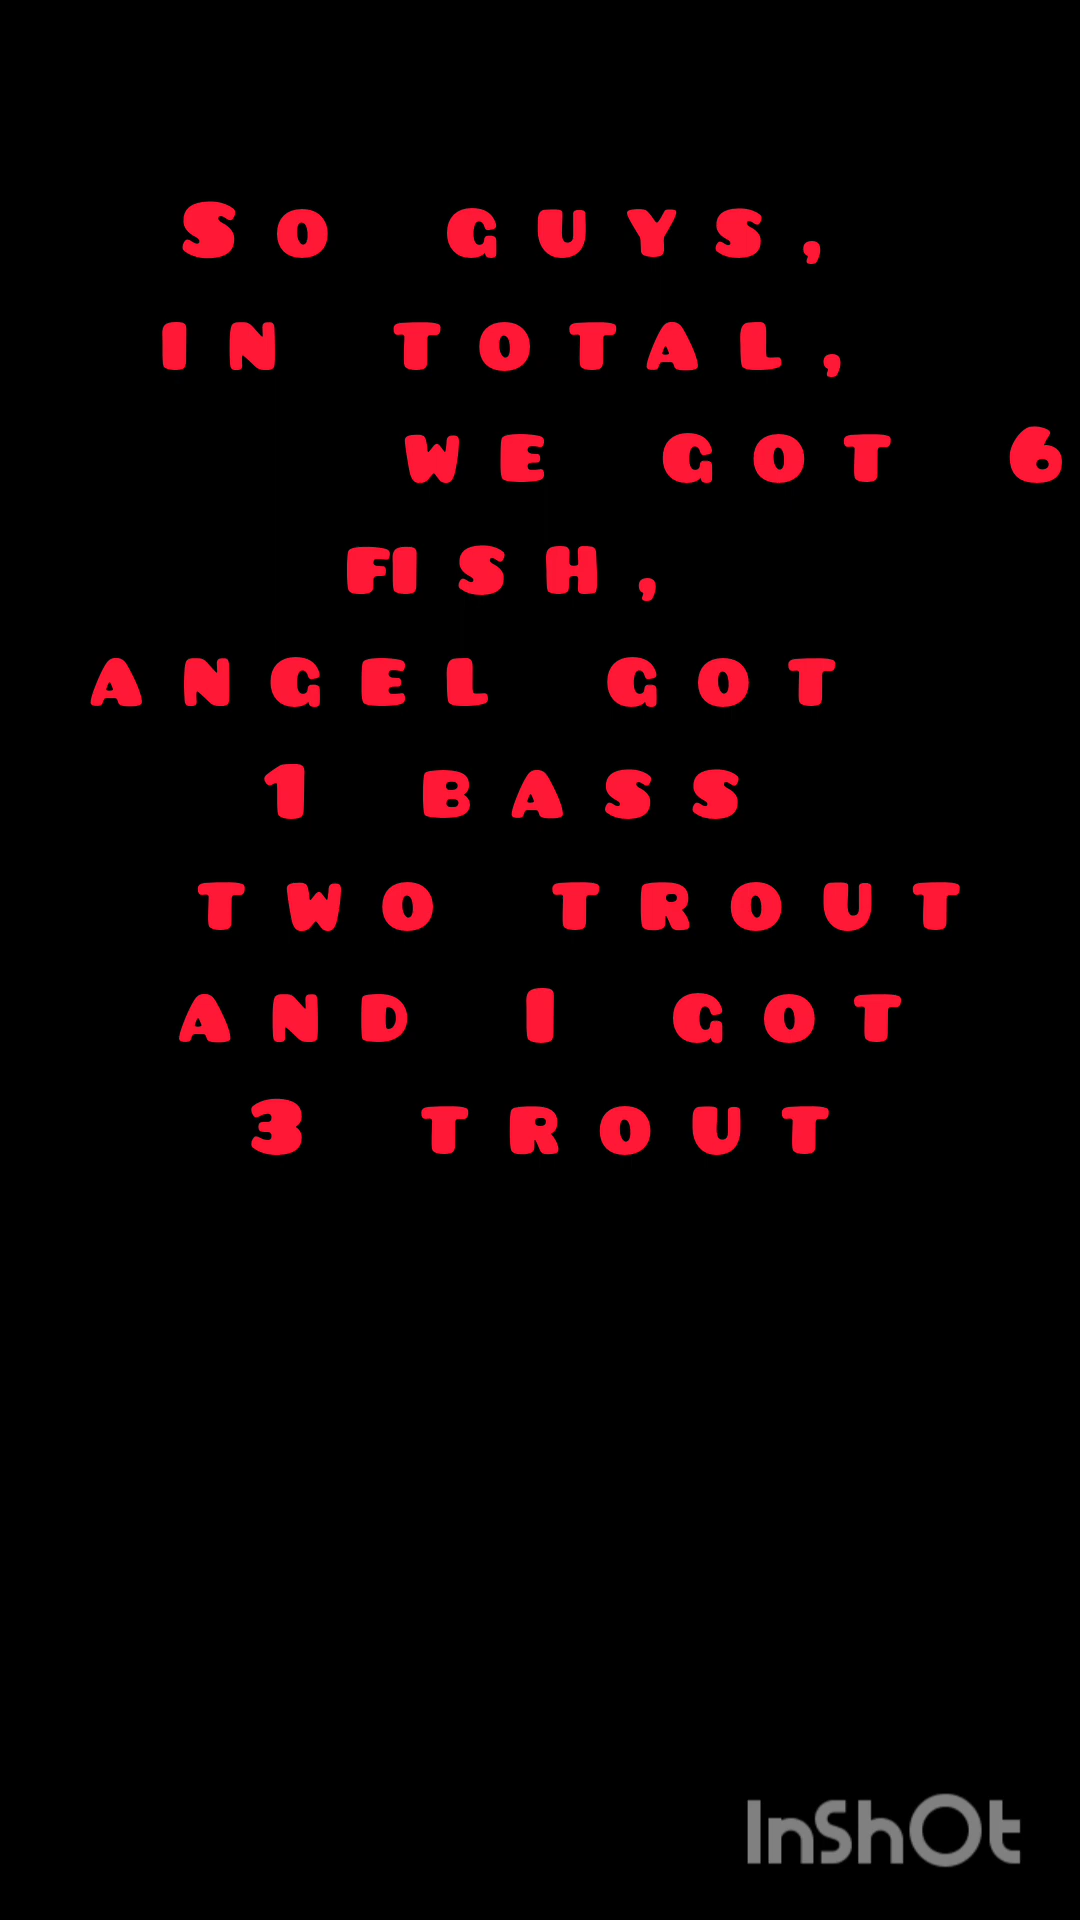 So guys,
in total,
we got 6
fish,
angel got
1 bass
two trout
and I got
3 trout
InShOt